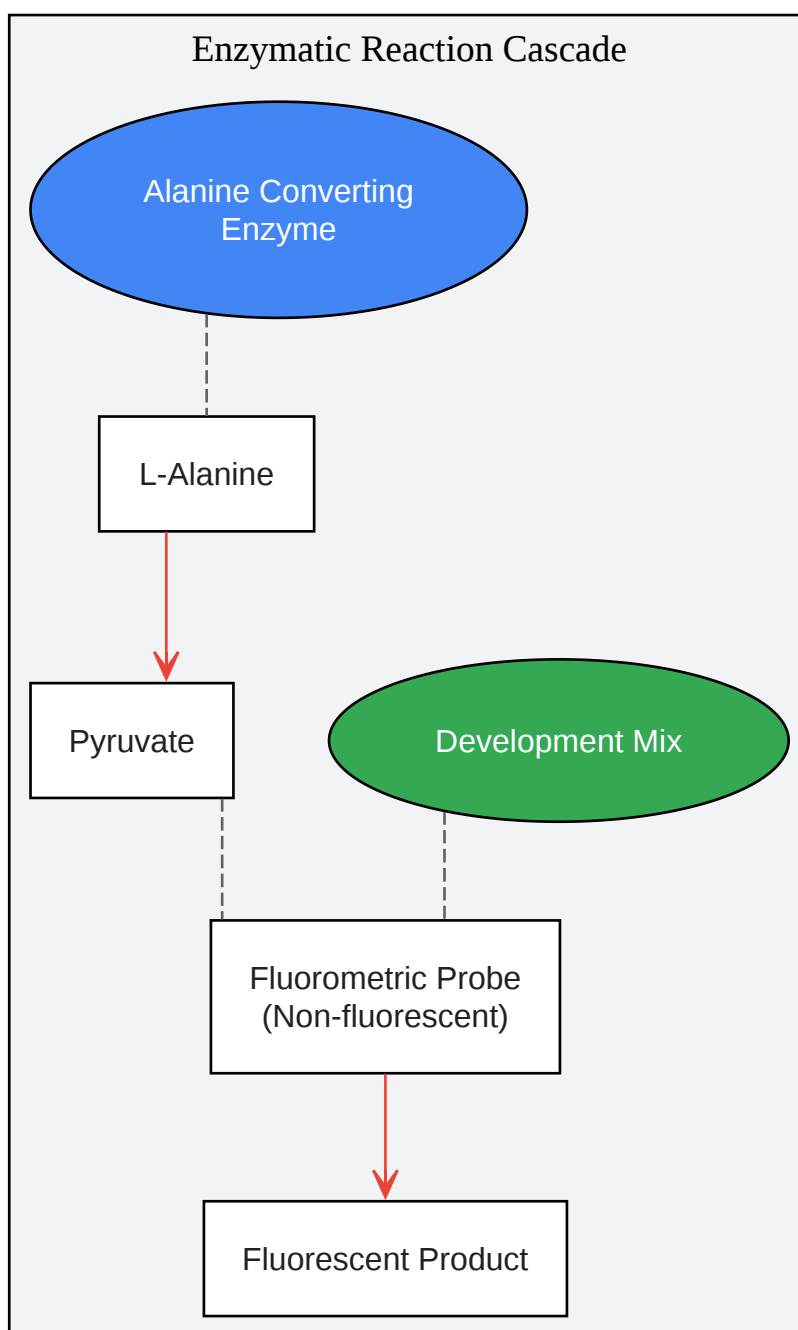 Enzymatic Reaction Cascade
Alanine Converting
Enzyme
L-Alanine
Pyruvate
Development Mix
Fluorometric Probe
(Non-fluorescent)
Fluorescent Product